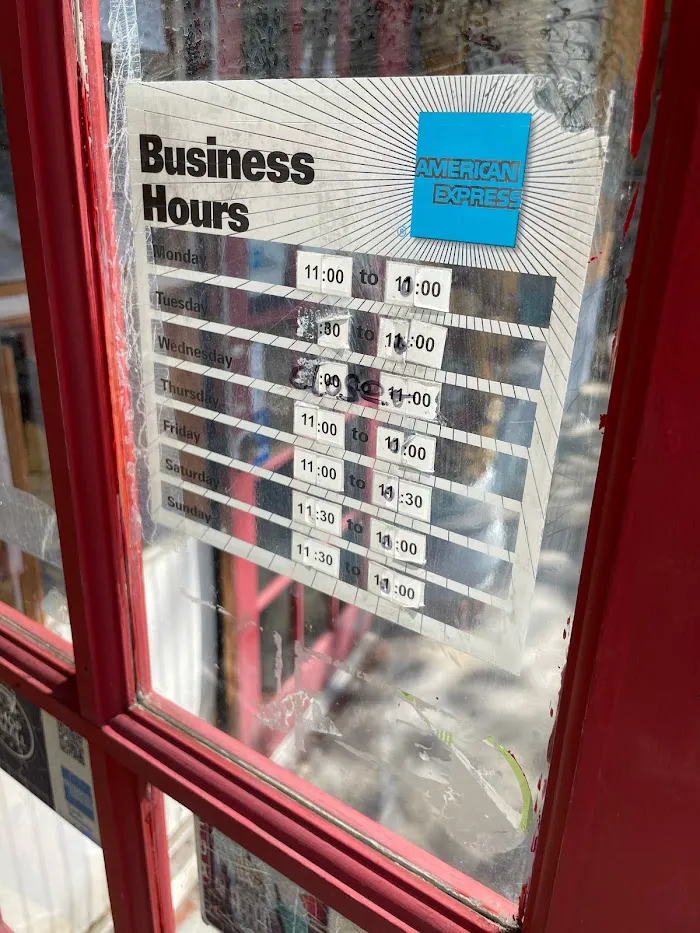 Business
Hours
AMERICAN
EXPRESS
®
Monday 11:00 to 11:00
Tuesday :30 to 11:00
Wednesday :00 Close 11:00
Thursday 11:00 to 11:00
Friday 11:00 to 11:30
Saturday 11:30 to 11:00
Sunday 11:30 to 11:00